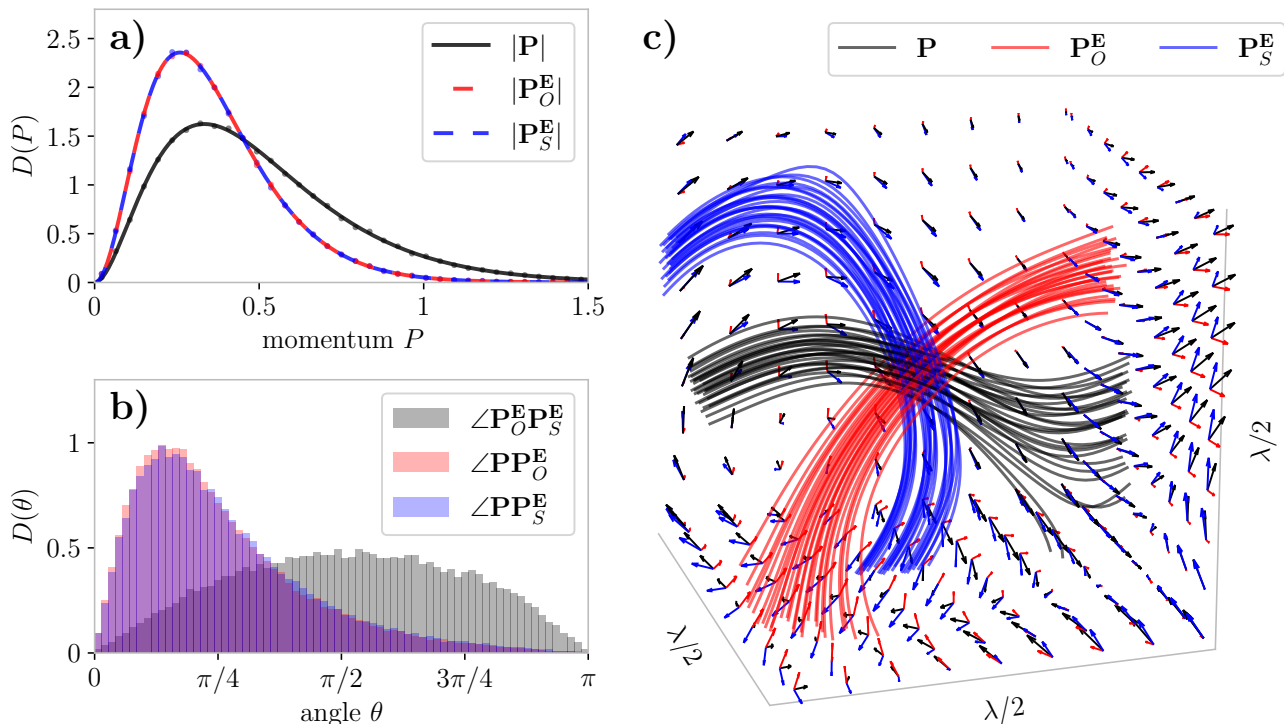 a)
|P|
|P_O^E|
|P_S^E|
D(P)
2.5
2
1.5
1
0.5
0
0
0.5
1
1.5
momentum P
b)
∠P_O^E P_S^E
∠PP_O^E
∠PP_S^E
D(θ)
1
0.5
0
0
π/4
π/2
3π/4
π
angle θ
c)
P
P_O^E
P_S^E
λ/2
λ/2
λ/2